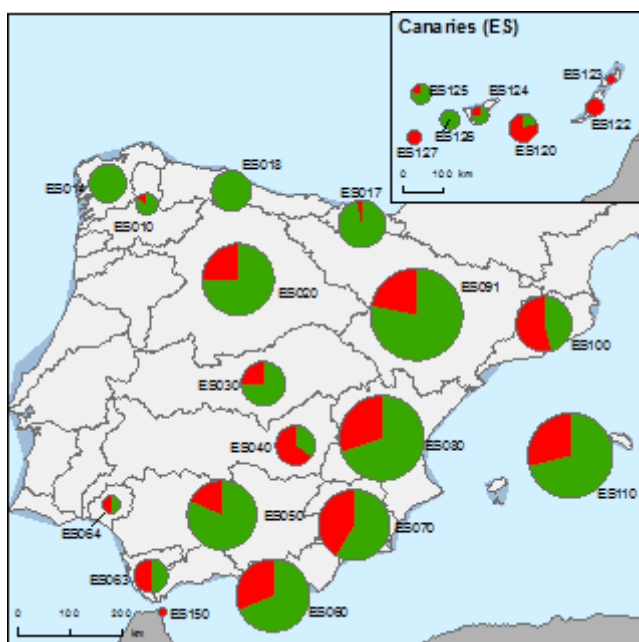 Canaries (ES)
ES123
ES125
ES124
ES122
ES126
ES127
ES120
0 100 km
ES018
ES014
ES017
ES010
ES020
ES091
ES100
ES030
ES040
ES080
ES110
ES050
ES070
ES064
ES063
ES060
ES150
0 100 200
km